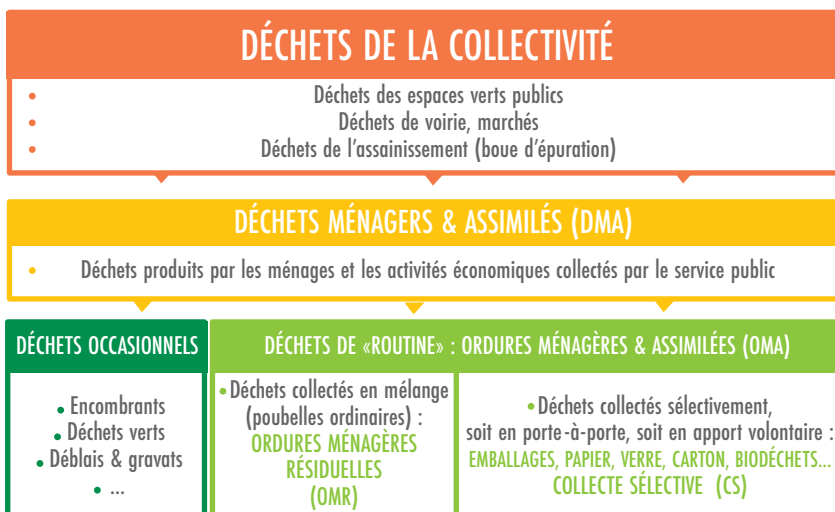 DÉCHETS DE LA COLLECTIVITÉ
• Déchets des espaces verts publics
• Déchets de voirie, marchés
• Déchets de l'assainissement (boue d'épuration)
DÉCHETS MÉNAGERS & ASSIMILÉS (DMA)
• Déchets produits par les ménages et les activités économiques collectés par le service public
DÉCHETS OCCASIONNELS
• Encombrants
• Déchets verts
• Déblais & gravats
• ...
DÉCHETS DE «ROUTINE» : ORDURES MÉNAGÈRES & ASSIMILÉES (OMA)
• Déchets collectés en mélange
(poubelles ordinaires) :
ORDURES MÉNAGÈRES
RÉSIDUELLES
(OMR)
• Déchets collectés sélectivement,
soit en porte-à-porte, soit en apport volontaire :
EMBALLAGES, PAPIER, VERRE, CARTON, BIODÉCHETS...
COLLECTE SÉLECTIVE (CS)